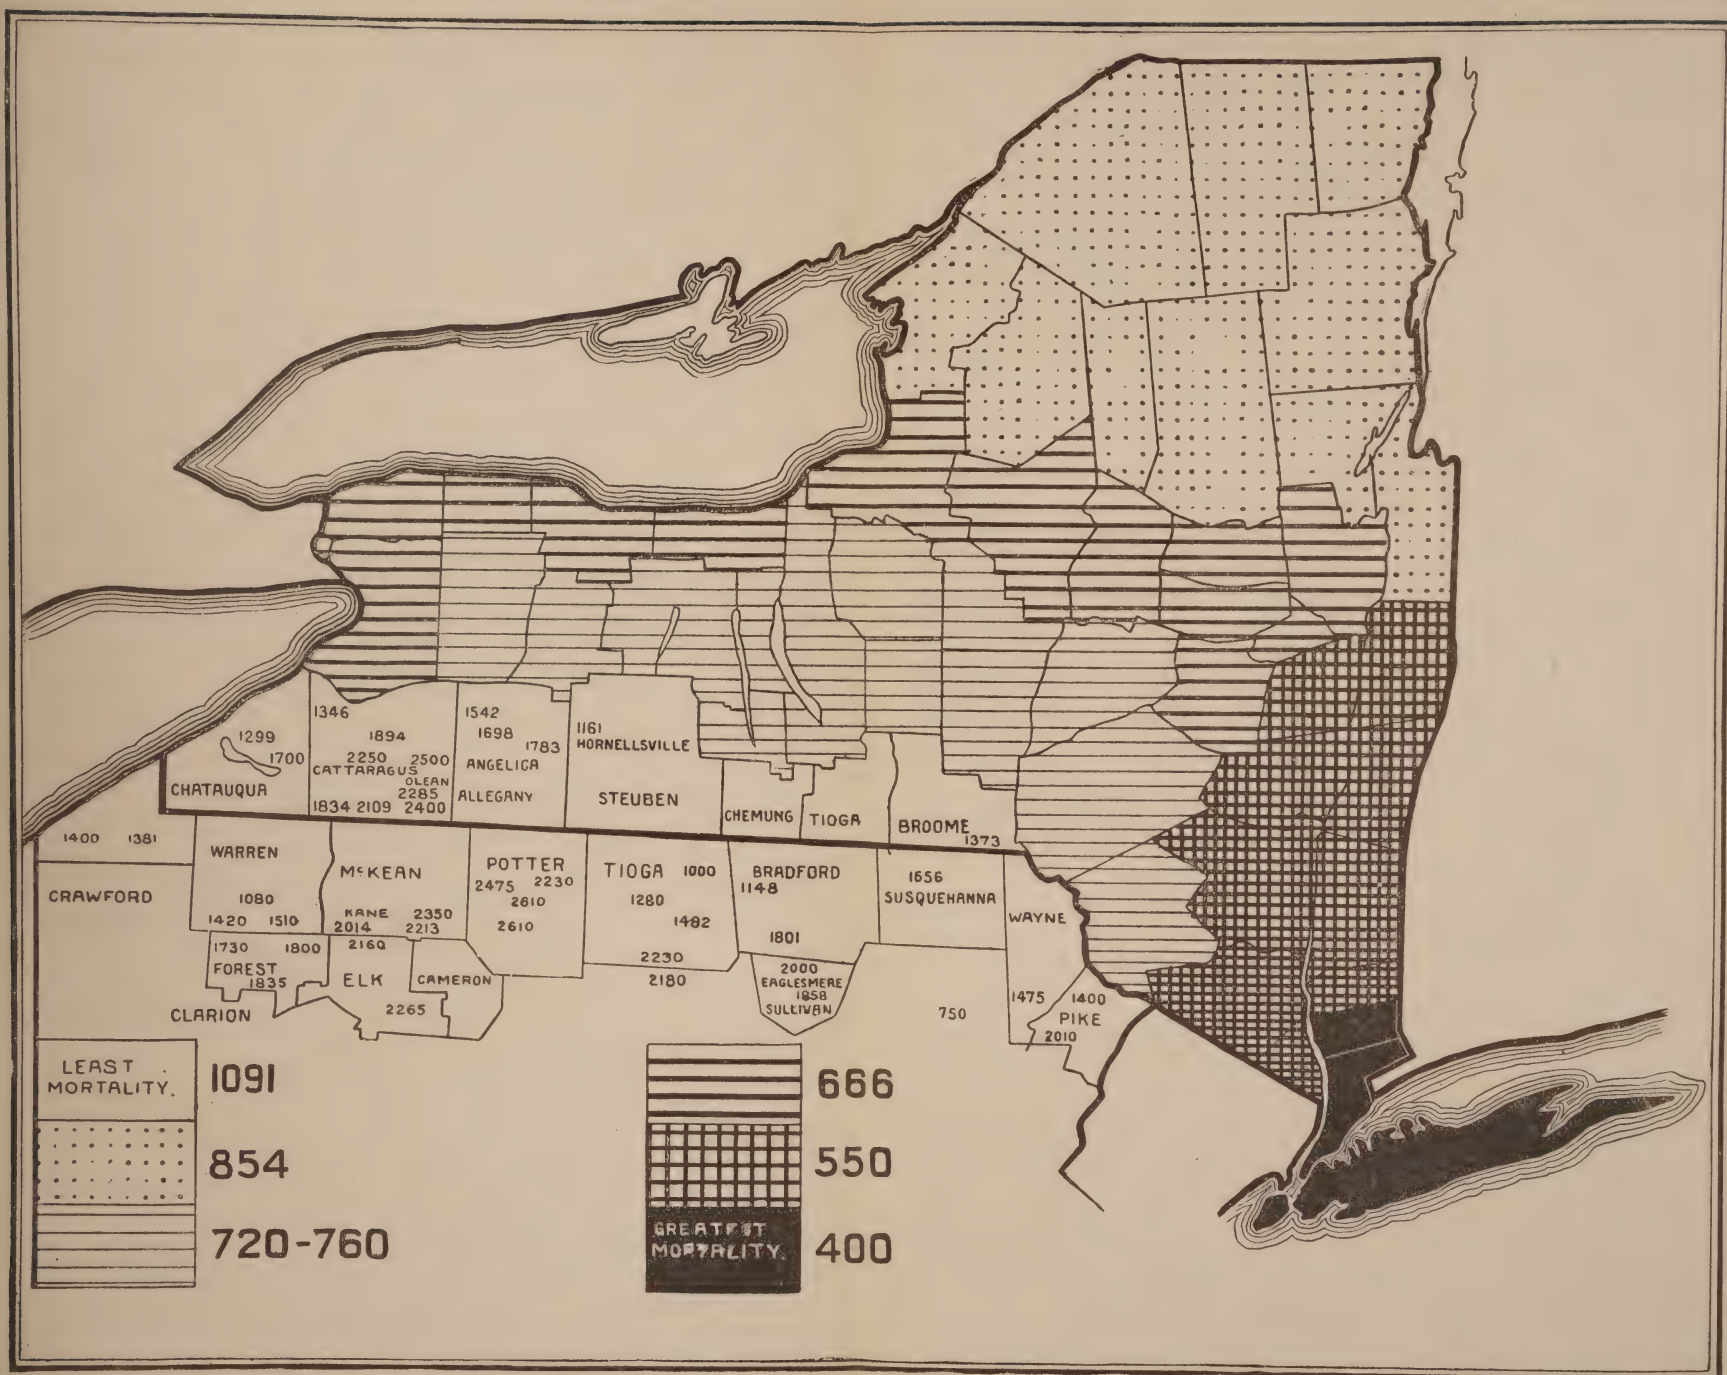 1346
1894
2250 2500
CATTARAGUS
OLEAN
2285
1834 2109 2400
1299
1700
CHATAUQUA
1542
1698
1783
ANGELICA
ALLEGANY
1161
HORNELLSVILLE
STEUBEN
CHEMUNG
TIOGA
BROOME
1373
1400 1381
CRAWFORD
WARREN
1080
1420 1510
McKEAN
KANE 2350
2014 2213
POTTER
2475 2230
2610
2610
TIOGA 1000
1280
1482
2230
2180
BRADFORD
1148
1801
1656
SUSQUEHANNA
WAYNE
1475
1730 1800
FOREST
1835
CLARION
2160
ELK
2265
CAMERON
2000
EAGLESMERE
1858
SULLIVAN
750
1400
PIKE
2010
LEAST
MORTALITY.
1091
854
720-760
666
550
GREATEST
MORTALITY.
400